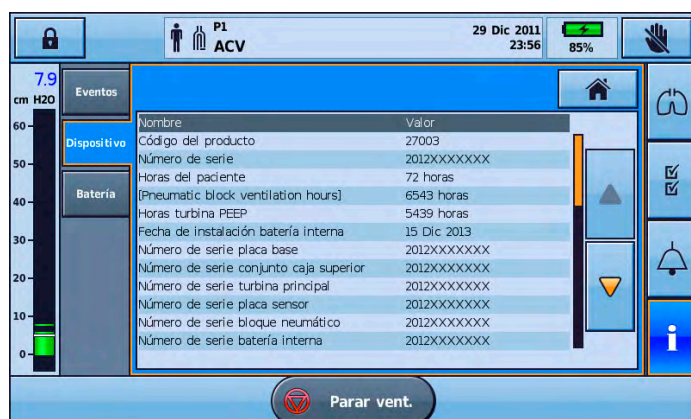 P1
ACV
29 Dic 2011
23:56
85%
7.9
cm H2O
60
50
40
30
20
10
0
Eventos
Dispositivo
Batería
Nombre Valor
Código del producto 27003
Número de serie 2012XXXXXXX
Horas del paciente 72 horas
[Pneumatic block ventilation hours] 6543 horas
Horas turbina PEEP 5439 horas
Fecha de instalación batería interna 15 Dic 2013
Número de serie placa base 2012XXXXXXX
Número de serie conjunto caja superior 2012XXXXXXX
Número de serie turbina principal 2012XXXXXXX
Número de serie placa sensor 2012XXXXXXX
Número de serie bloque neumático 2012XXXXXXX
Número de serie batería interna 2012XXXXXXX
i
Parar vent.